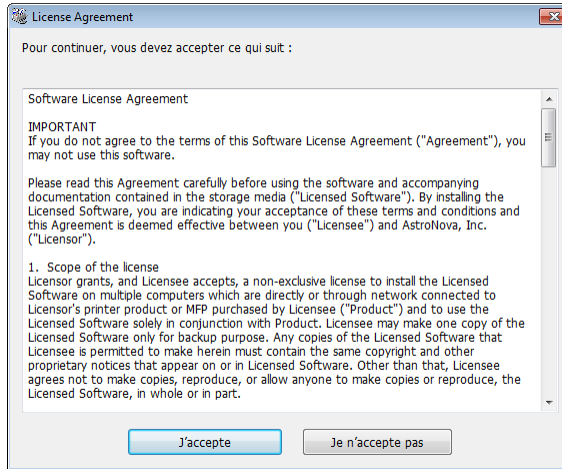 License Agreement
Pour continuer, vous devez accepter ce qui suit :
Software License Agreement
IMPORTANT
If you do not agree to the terms of this Software License Agreement ("Agreement"), you
may not use this software.
Please read this Agreement carefully before using the software and accompanying
documentation contained in the storage media ("Licensed Software"). By installing the
Licensed Software, you are indicating your acceptance of these terms and conditions and
this Agreement is deemed effective between you ("Licensee") and AstroNova, Inc.
("Licensor").
1.  Scope of the license
Licensor grants, and Licensee accepts, a non-exclusive license to install the Licensed
Software on multiple computers which are directly or through network connected to
Licensor's printer product or MFP purchased by Licensee ("Product") and to use the
Licensed Software solely in conjunction with Product. Licensee may make one copy of the
Licensed Software only for backup purpose. Any copies of the Licensed Software that
Licensee is permitted to make herein must contain the same copyright and other
proprietary notices that appear on or in Licensed Software. Other than that, Licensee
agrees not to make copies, reproduce, or allow anyone to make copies or reproduce, the
Licensed Software, in whole or in part.
J'accepte
Je n'accepte pas